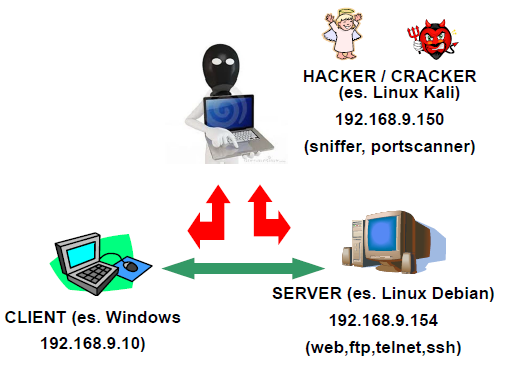 HACKER / CRACKER
(es. Linux Kali)
192.168.9.150
(sniffer, portscanner)
SERVER (es. Linux Debian)
192.168.9.154
(web,ftp,telnet,ssh)
CLIENT (es. Windows
192.168.9.10)